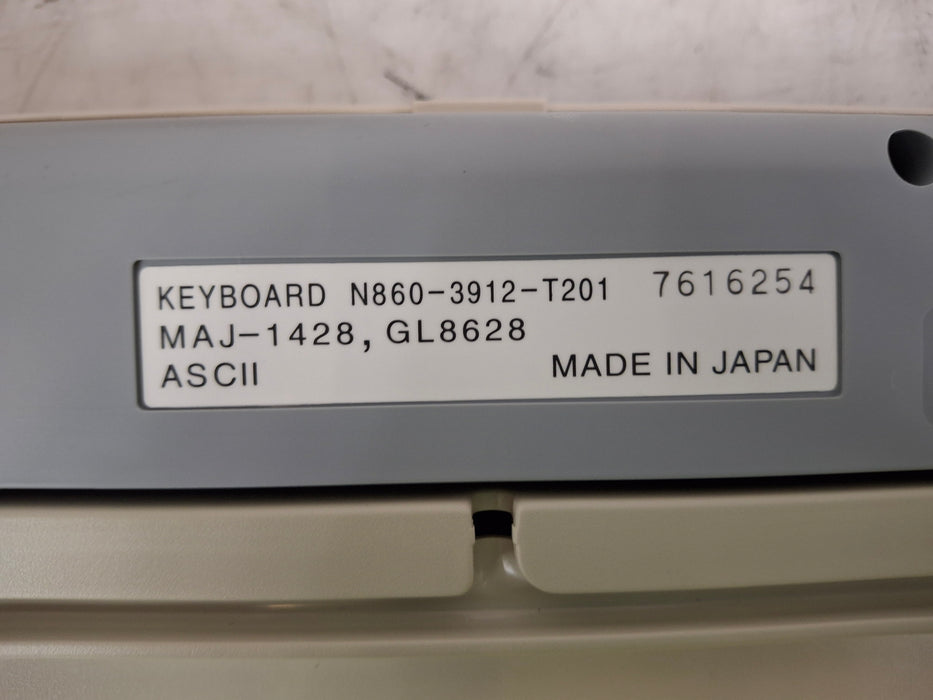 KEYBOARD N860-3912-T201 7616254
MAJ-1428, GL8628
ASCII MADE IN JAPAN